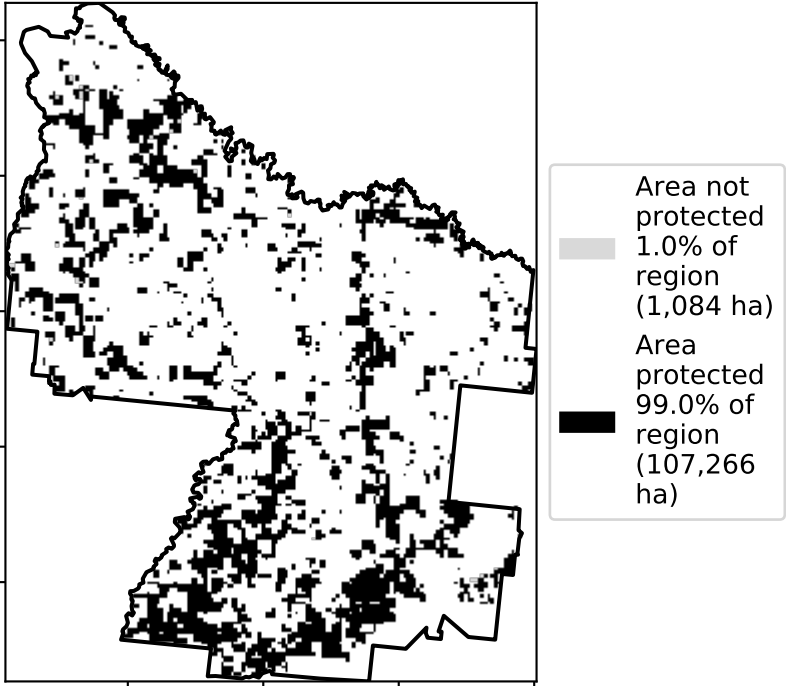 Area not
protected
1.0% of
region
(1,084 ha)
Area
protected
99.0% of
region
(107,266
ha)